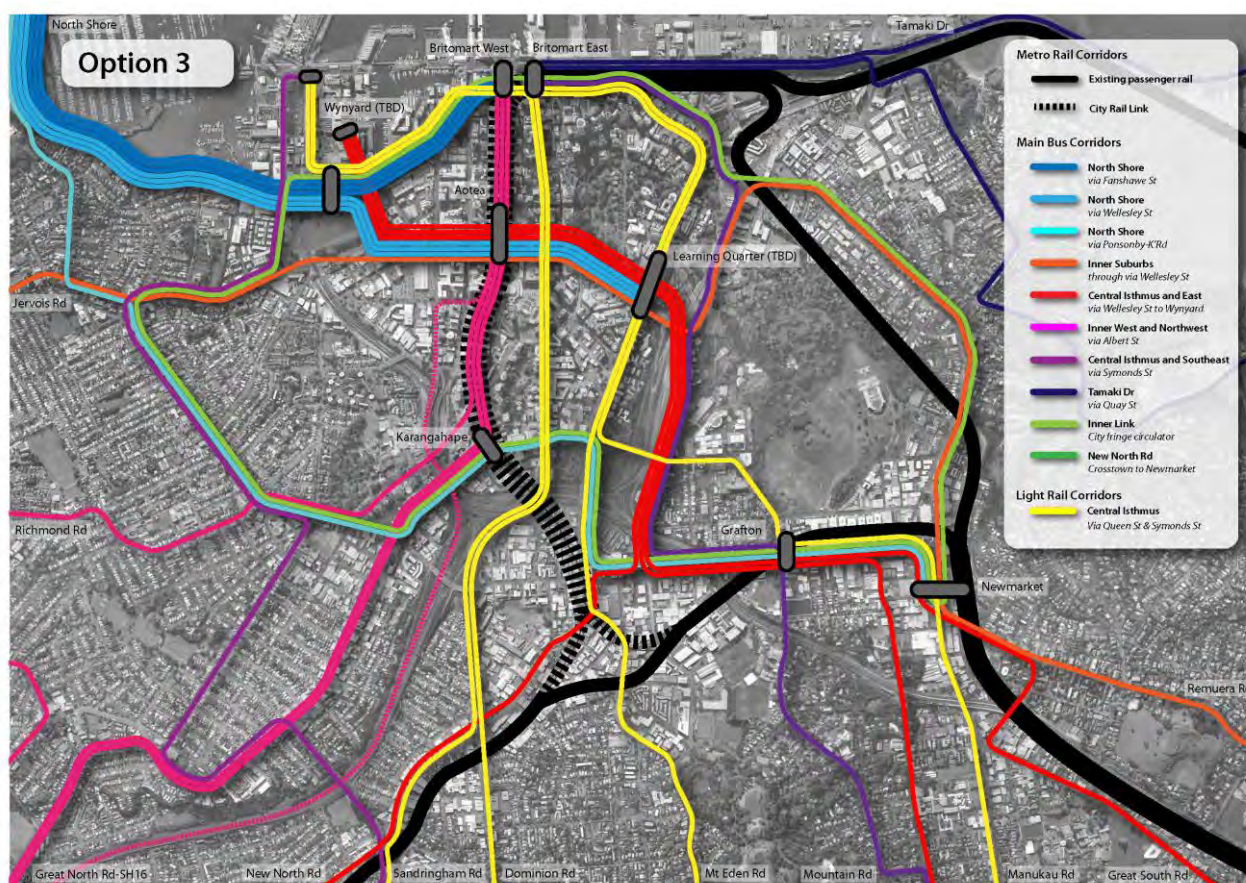 North Shore
Option 3
Britomart West
Britomart East
Tamaki Dr
Wynyard (TBD)
Aotea
Learning Quarter (TBD)
Jervois Rd
Karangahape
Richmond Rd
Grafton
Newmarket
Remuera R
Great North Rd-SH16
New North Rd
Sandringham Rd
Dominion Rd
Mt Eden Rd
Mountain Rd
Manukau Rd
Great South Rd
Metro Rail Corridors
Existing passenger rail
City Rail Link
Main Bus Corridors
North Shore
via Fanshawe St
North Shore
via Wellesley St
North Shore
via Ponsonby-K'Rd
Inner Suburbs
through via Wellesley St
Central Isthmus and East
via Wellesley St to Wynyard
Inner West and Northwest
via Albert St
Central Isthmus and Southeast
via Symonds St
Tamaki Dr
via Quay St
Inner Link
City fringe circulator
New North Rd
Crosstown to Newmarket
Light Rail Corridors
Central Isthmus
Via Queen St & Symonds St